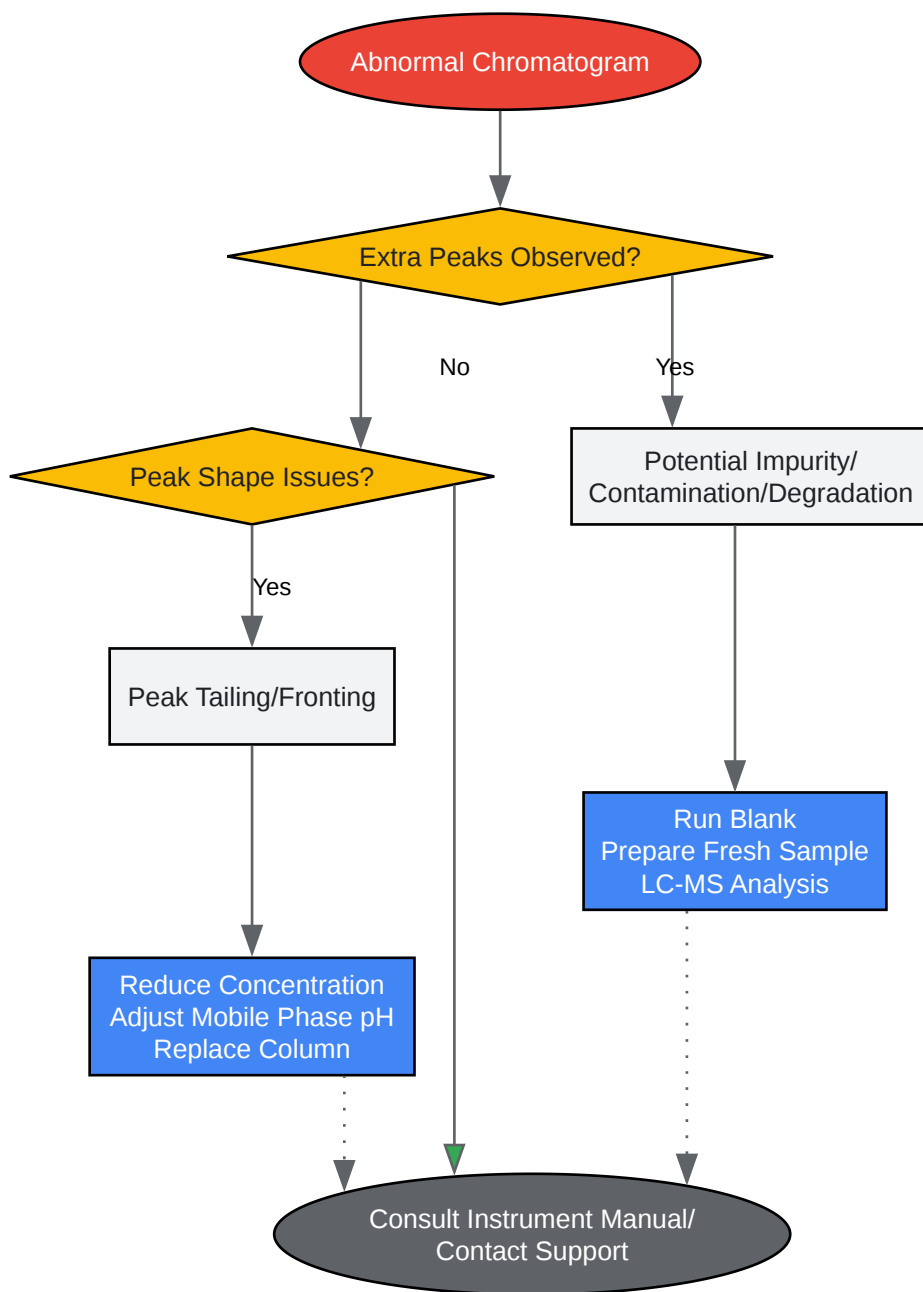 Abnormal Chromatogram
Extra Peaks Observed?
No
Yes
Peak Shape Issues?
Potential Impurity/
Contamination/Degradation
Yes
Peak Tailing/Fronting
Run Blank
Prepare Fresh Sample
LC-MS Analysis
Reduce Concentration
Adjust Mobile Phase pH
Replace Column
Consult Instrument Manual/
Contact Support